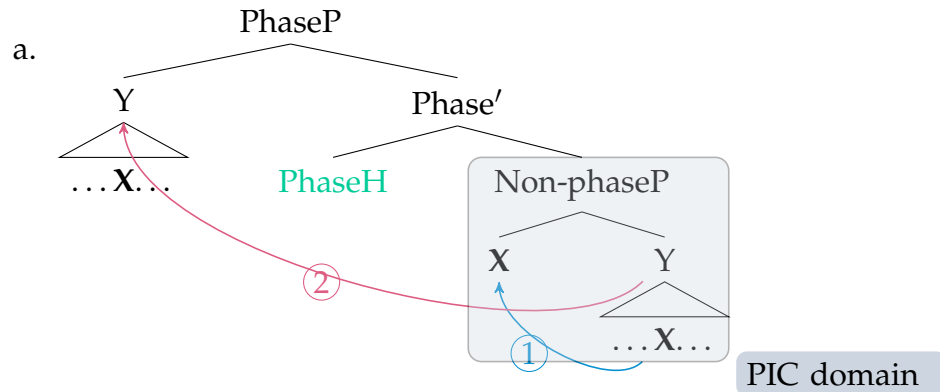 PhaseP
a.
Y Phase′
…X… PhaseH Non-phaseP
X Y
②
① …X…
PIC domain